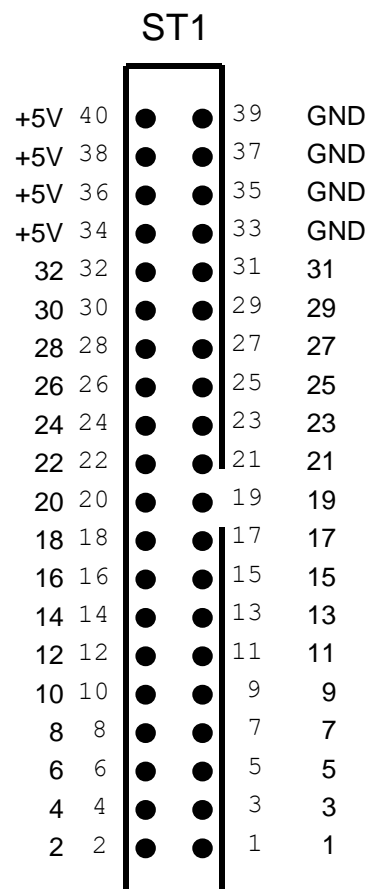 ST1
+5V 40 39 GND
+5V 38 37 GND
+5V 36 35 GND
+5V 34 33 GND
32 32 31 31
30 30 29 29
28 28 27 27
26 26 25 25
24 24 23 23
22 22 21 21
20 20 19 19
18 18 17 17
16 16 15 15
14 14 13 13
12 12 11 11
10 10 9 9
8 8 7 7
6 6 5 5
4 4 3 3
2 2 1 1